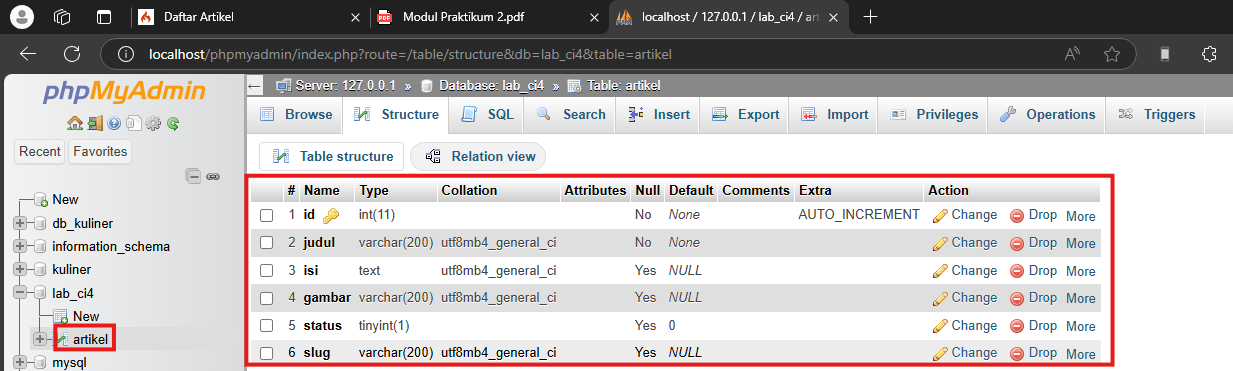 Daftar Artikel
Modul Praktikum 2.pdf
localhost / 127.0.0.1 / lab_ci4 / art
localhost/phpmyadmin/index.php?route=/table/structure&db=lab_ci4&table=artikel
phpMyAdmin
Recent Favorites
New
db_kuliner
information_schema
kuliner
lab_ci4
New
artikel
mysql
Server: 127.0.0.1 » Database: lab_ci4 » Table: artikel
Browse Structure SQL Search Insert Export Import Privileges Operations Triggers
Table structure Relation view
# Name Type Collation Attributes Null Default Comments Extra Action
1 id int(11) No None AUTO_INCREMENT Change Drop More
2 judul varchar(200) utf8mb4_general_ci No None Change Drop More
3 isi text utf8mb4_general_ci Yes NULL Change Drop More
4 gambar varchar(200) utf8mb4_general_ci Yes NULL Change Drop More
5 status tinyint(1) Yes 0 Change Drop More
6 slug varchar(200) utf8mb4_general_ci Yes NULL Change Drop More